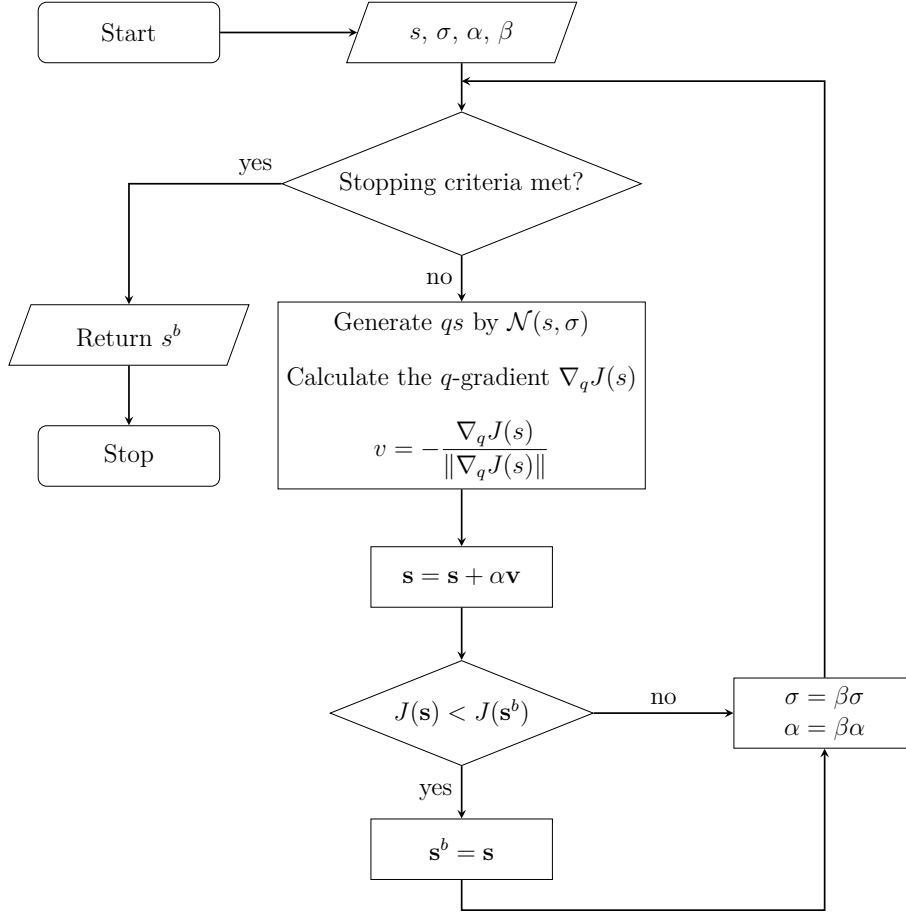 Start
s, σ, α, β
yes
Stopping criteria met?
no
Generate qs by 𝒩(s, σ)
Return s^b
Calculate the q-gradient ∇_q J(s)
v = −∇_q J(s) / ‖∇_q J(s)‖
Stop
𝐬 = 𝐬 + α𝐯
J(𝐬) < J(𝐬^b)
no
σ = βσ
α = βα
yes
𝐬^b = 𝐬